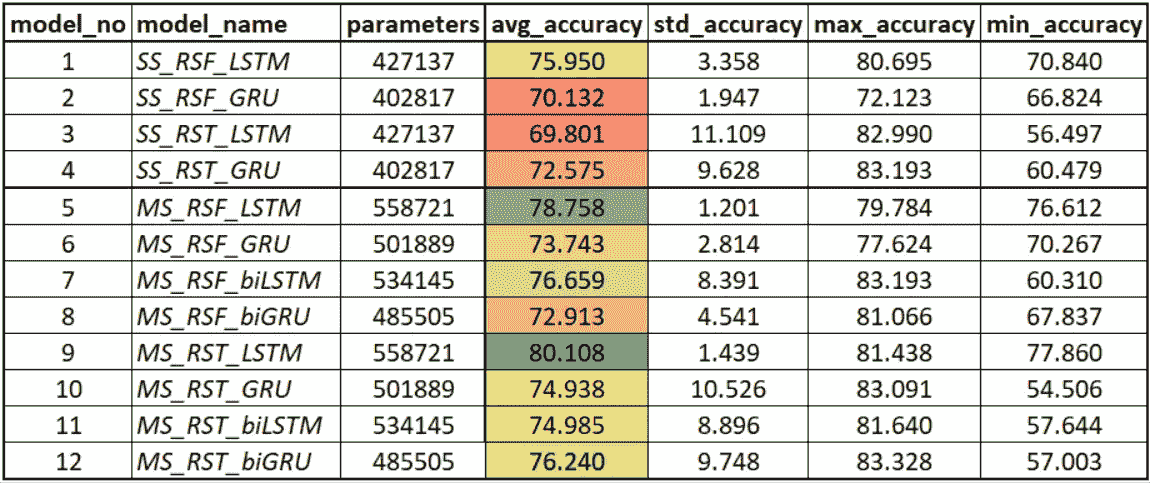 model_no model_name parameters avg_accuracy std_accuracy max_accuracy min_accuracy
1 SS_RSF_LSTM 427137 75.950 3.358 80.695 70.840
2 SS_RSF_GRU 402817 70.132 1.947 72.123 66.824
3 SS_RST_LSTM 427137 69.801 11.109 82.990 56.497
4 SS_RST_GRU 402817 72.575 9.628 83.193 60.479
5 MS_RSF_LSTM 558721 78.758 1.201 79.784 76.612
6 MS_RSF_GRU 501889 73.743 2.814 77.624 70.267
7 MS_RSF_biLSTM 534145 76.659 8.391 83.193 60.310
8 MS_RSF_biGRU 485505 72.913 4.541 81.066 67.837
9 MS_RST_LSTM 558721 80.108 1.439 81.438 77.860
10 MS_RST_GRU 501889 74.938 10.526 83.091 54.506
11 MS_RST_biLSTM 534145 74.985 8.896 81.640 57.644
12 MS_RST_biGRU 485505 76.240 9.748 83.328 57.003